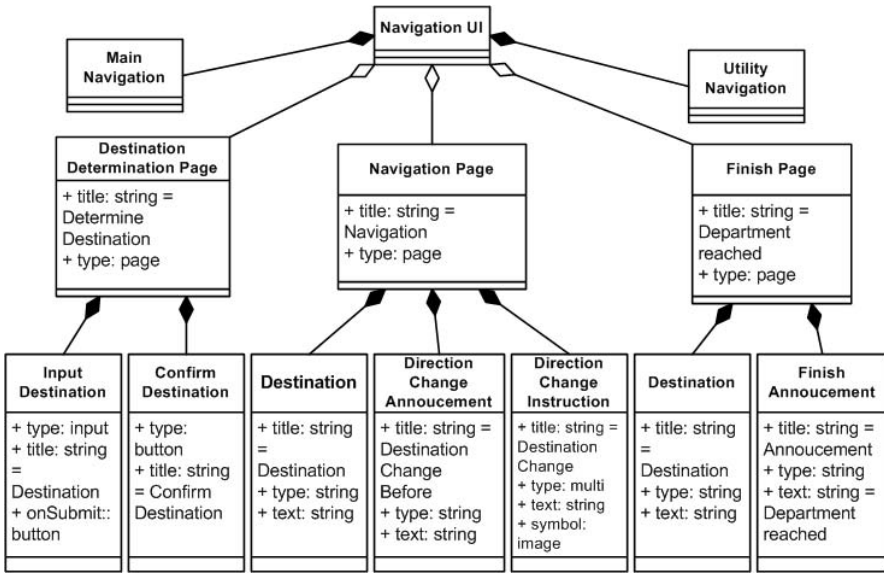 Navigation UI
Main
Navigation
Utility
Navigation
Destination
Determination Page
+ title: string =
Determine
Destination
+ type: page
Navigation Page
+ title: string =
Navigation
+ type: page
Finish Page
+ title: string =
Department
reached
+ type: page
Input
Destination
+ type: input
+ title: string
=
Destination
+ onSubmit::
button
Confirm
Destination
+ type:
button
+ title: string
= Confirm
Destination
Destination
+ title: string
=
Destination
+ type: string
+ text: string
Direction
Change
Annoucement
+ title: string =
Destination
Change
Before
+ type: string
+ text: string
Direction
Change
Instruction
+ title: string =
Destination
Change
+ type: multi
+ text: string
+ symbol:
image
Destination
+ title: string
=
Destination
+ type: string
+ text: string
Finish
Annoucement
+ title: string =
Annoucement
+ type: string
+ text: string =
Department
reached